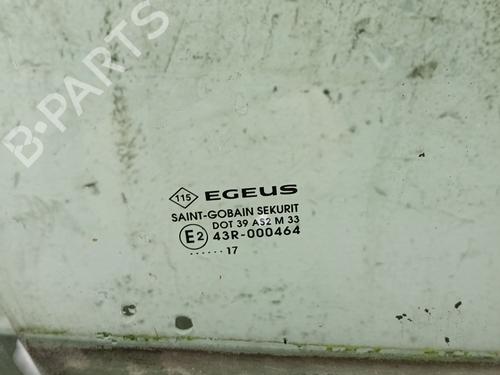 B-PARTS
115 EGEUS
SAINT-GOBAIN SEKURIT
DOT 39 AS2 M 33
E2 43R-000464
...... 17